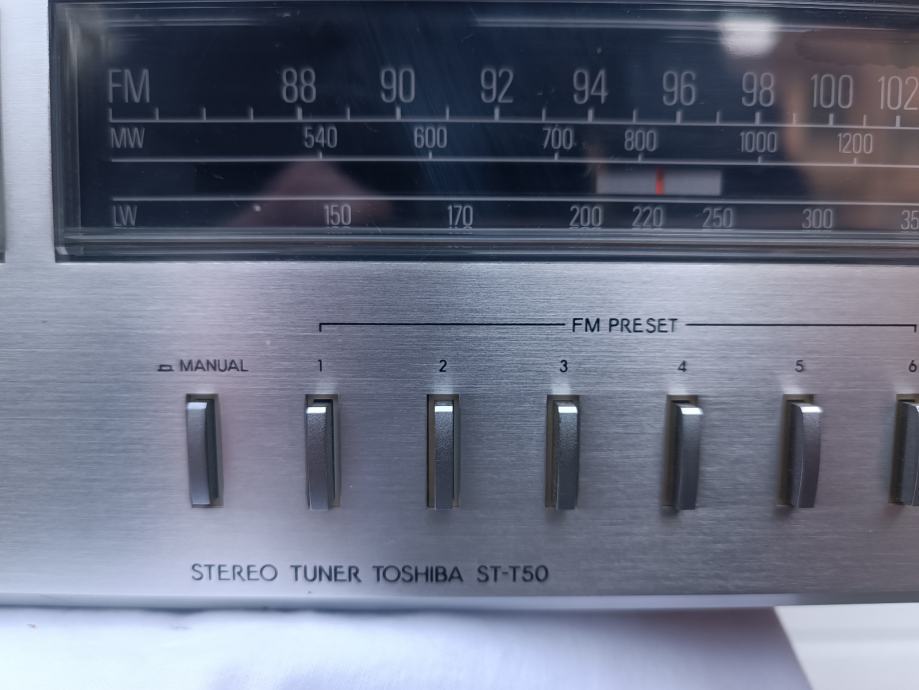 FM 88 90 92 94 96 98 100 102
MW 540 600 700 800 1000 1200
LW 150 170 200 220 250 300 35
FM PRESET
MANUAL 1 2 3 4 5 6
STEREO TUNER TOSHIBA ST-T50